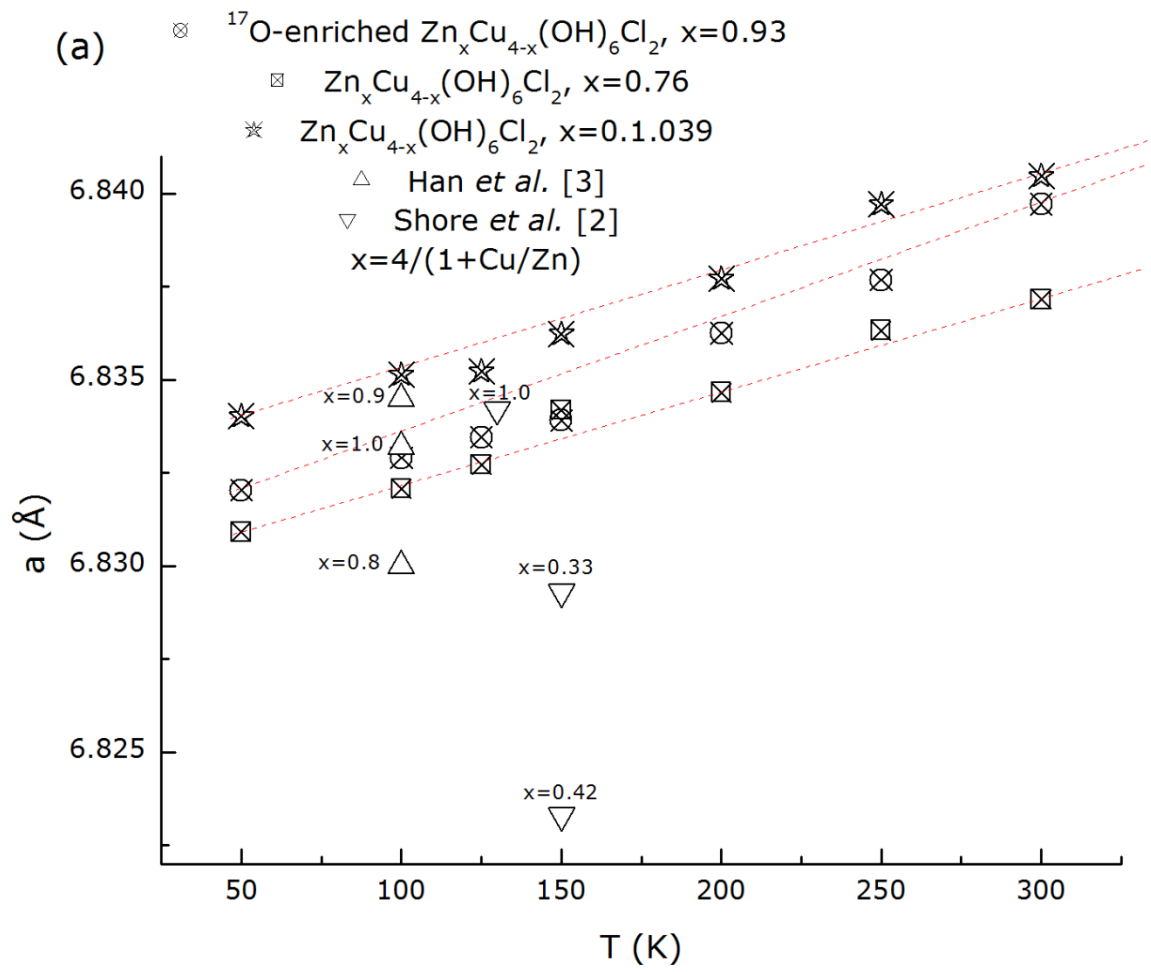 (a)
¹⁷O-enriched ZnₓCu₄₋ₓ(OH)₆Cl₂, x=0.93
ZnₓCu₄₋ₓ(OH)₆Cl₂, x=0.76
ZnₓCu₄₋ₓ(OH)₆Cl₂, x=0.1.039
Han et al. [3]
Shore et al. [2]
x=4/(1+Cu/Zn)
6.840
6.835
6.830
6.825
a (Å)
x=0.9
x=1.0
x=1.0
x=0.8
x=0.33
x=0.42
50 100 150 200 250 300
T (K)